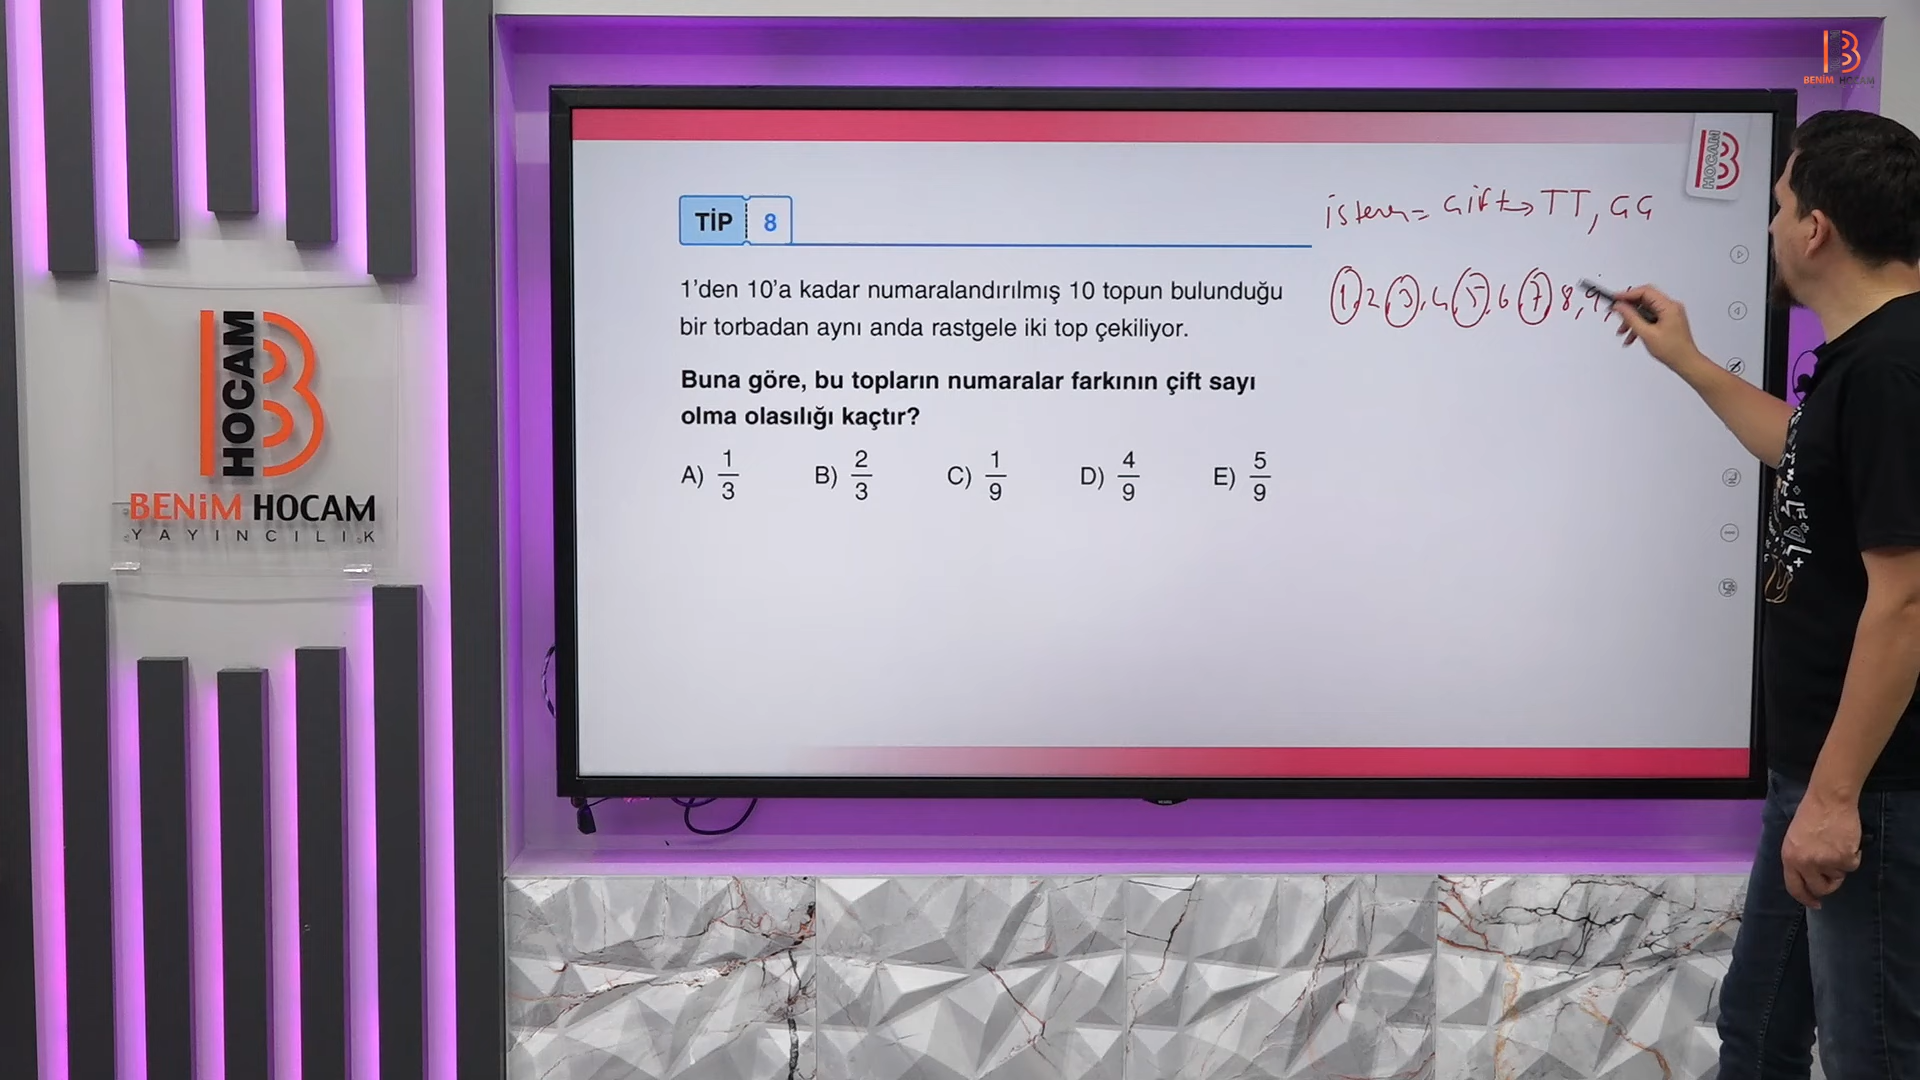 BENİM HOCAM
HOCAM
TİP 8
istenen = Çift → TT, ÇÇ
1'den 10'a kadar numaralandırılmış 10 topun bulunduğu
bir torbadan aynı anda rastgele iki top çekiliyor.
1, 2, 3, 4, 5, 6, 7, 8, 9,
Buna göre, bu topların numaralar farkının çift sayı
olma olasılığı kaçtır?
A) 1/3 B) 2/3 C) 1/9 D) 4/9 E) 5/9
HOCAM
BENiM HOCAM
YAYINCILIK